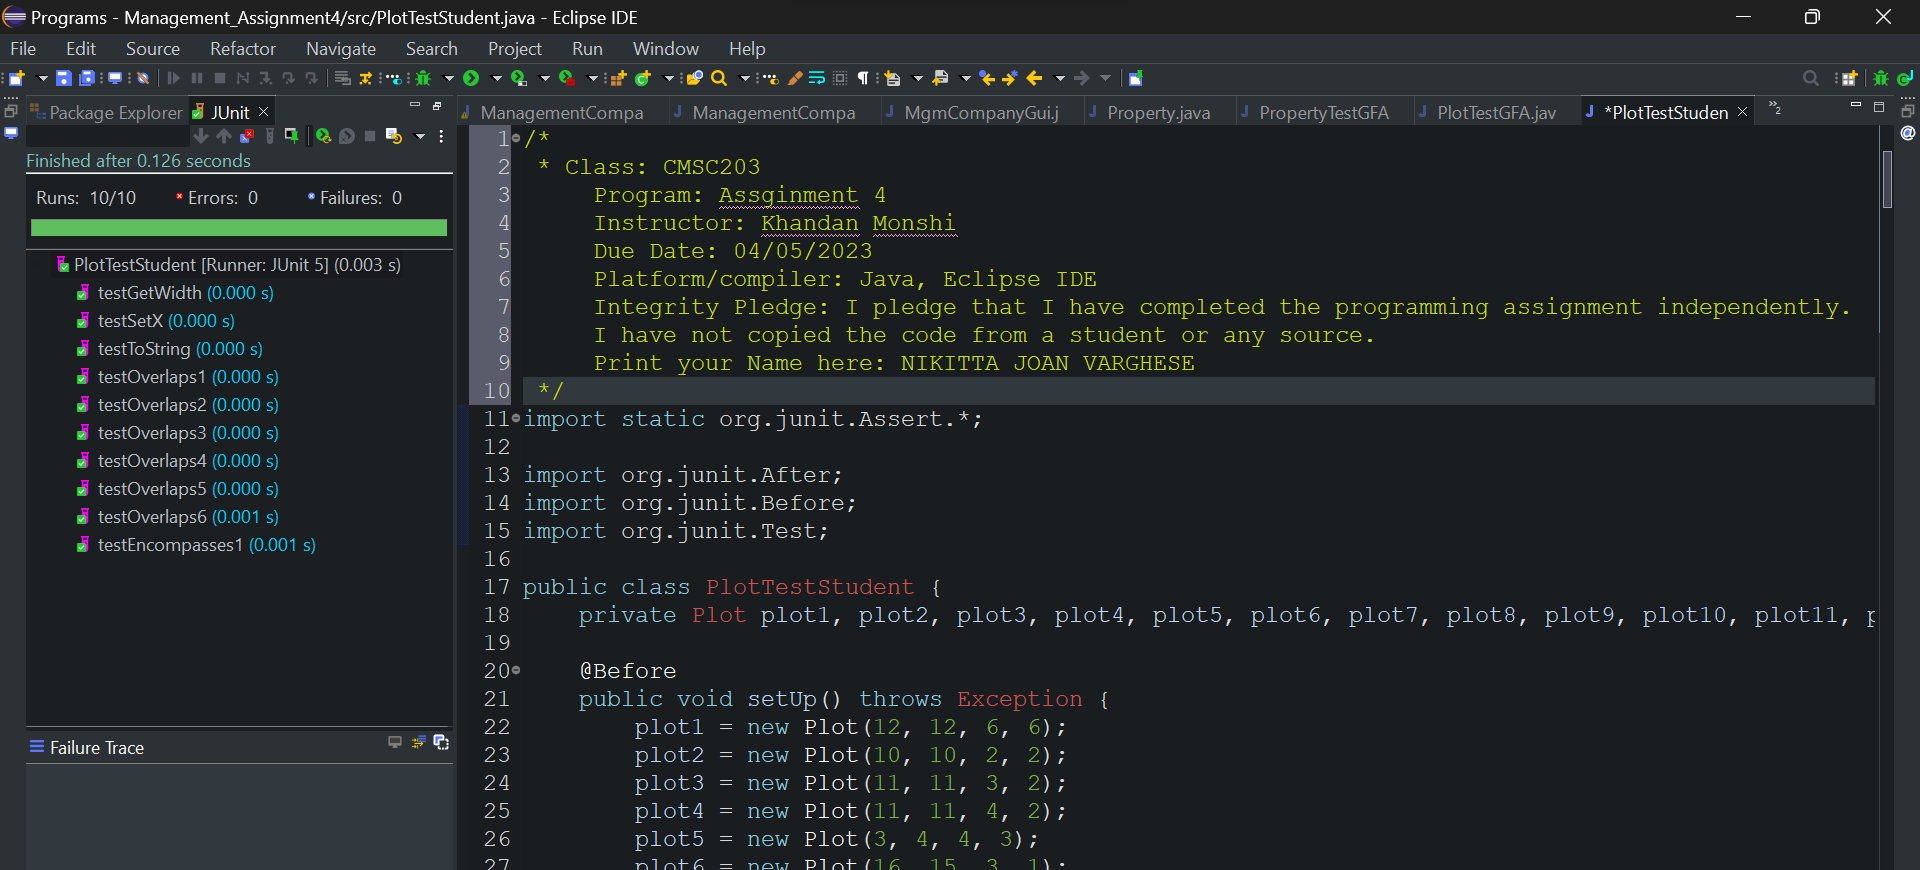 Programs - Management_Assignment4/src/PlotTestStudent.java - Eclipse IDE
File Edit Source Refactor Navigate Search Project Run Window Help
Package Explorer JUnit
ManagementCompa ManagementCompa MgmCompanyGui.j Property.java PropertyTestGFA PlotTestGFA.jav *PlotTestStuden »2
Finished after 0.126 seconds
Runs: 10/10 Errors: 0 Failures: 0
PlotTestStudent [Runner: JUnit 5] (0.003 s)
testGetWidth (0.000 s)
testSetX (0.000 s)
testToString (0.000 s)
testOverlaps1 (0.000 s)
testOverlaps2 (0.000 s)
testOverlaps3 (0.000 s)
testOverlaps4 (0.000 s)
testOverlaps5 (0.000 s)
testOverlaps6 (0.001 s)
testEncompasses1 (0.001 s)
Failure Trace
1 /*
2 * Class: CMSC203
3 Program: Assginment 4
4 Instructor: Khandan Monshi
5 Due Date: 04/05/2023
6 Platform/compiler: Java, Eclipse IDE
7 Integrity Pledge: I pledge that I have completed the programming assignment independently.
8 I have not copied the code from a student or any source.
9 Print your Name here: NIKITTA JOAN VARGHESE
10 */
11 import static org.junit.Assert.*;
12
13 import org.junit.After;
14 import org.junit.Before;
15 import org.junit.Test;
16
17 public class PlotTestStudent {
18 private Plot plot1, plot2, plot3, plot4, plot5, plot6, plot7, plot8, plot9, plot10, plot11, p
19
20 @Before
21 public void setUp() throws Exception {
22 plot1 = new Plot(12, 12, 6, 6);
23 plot2 = new Plot(10, 10, 2, 2);
24 plot3 = new Plot(11, 11, 3, 2);
25 plot4 = new Plot(11, 11, 4, 2);
26 plot5 = new Plot(3, 4, 4, 3);
27 plot6 = new Plot(16, 15, 3, 1);